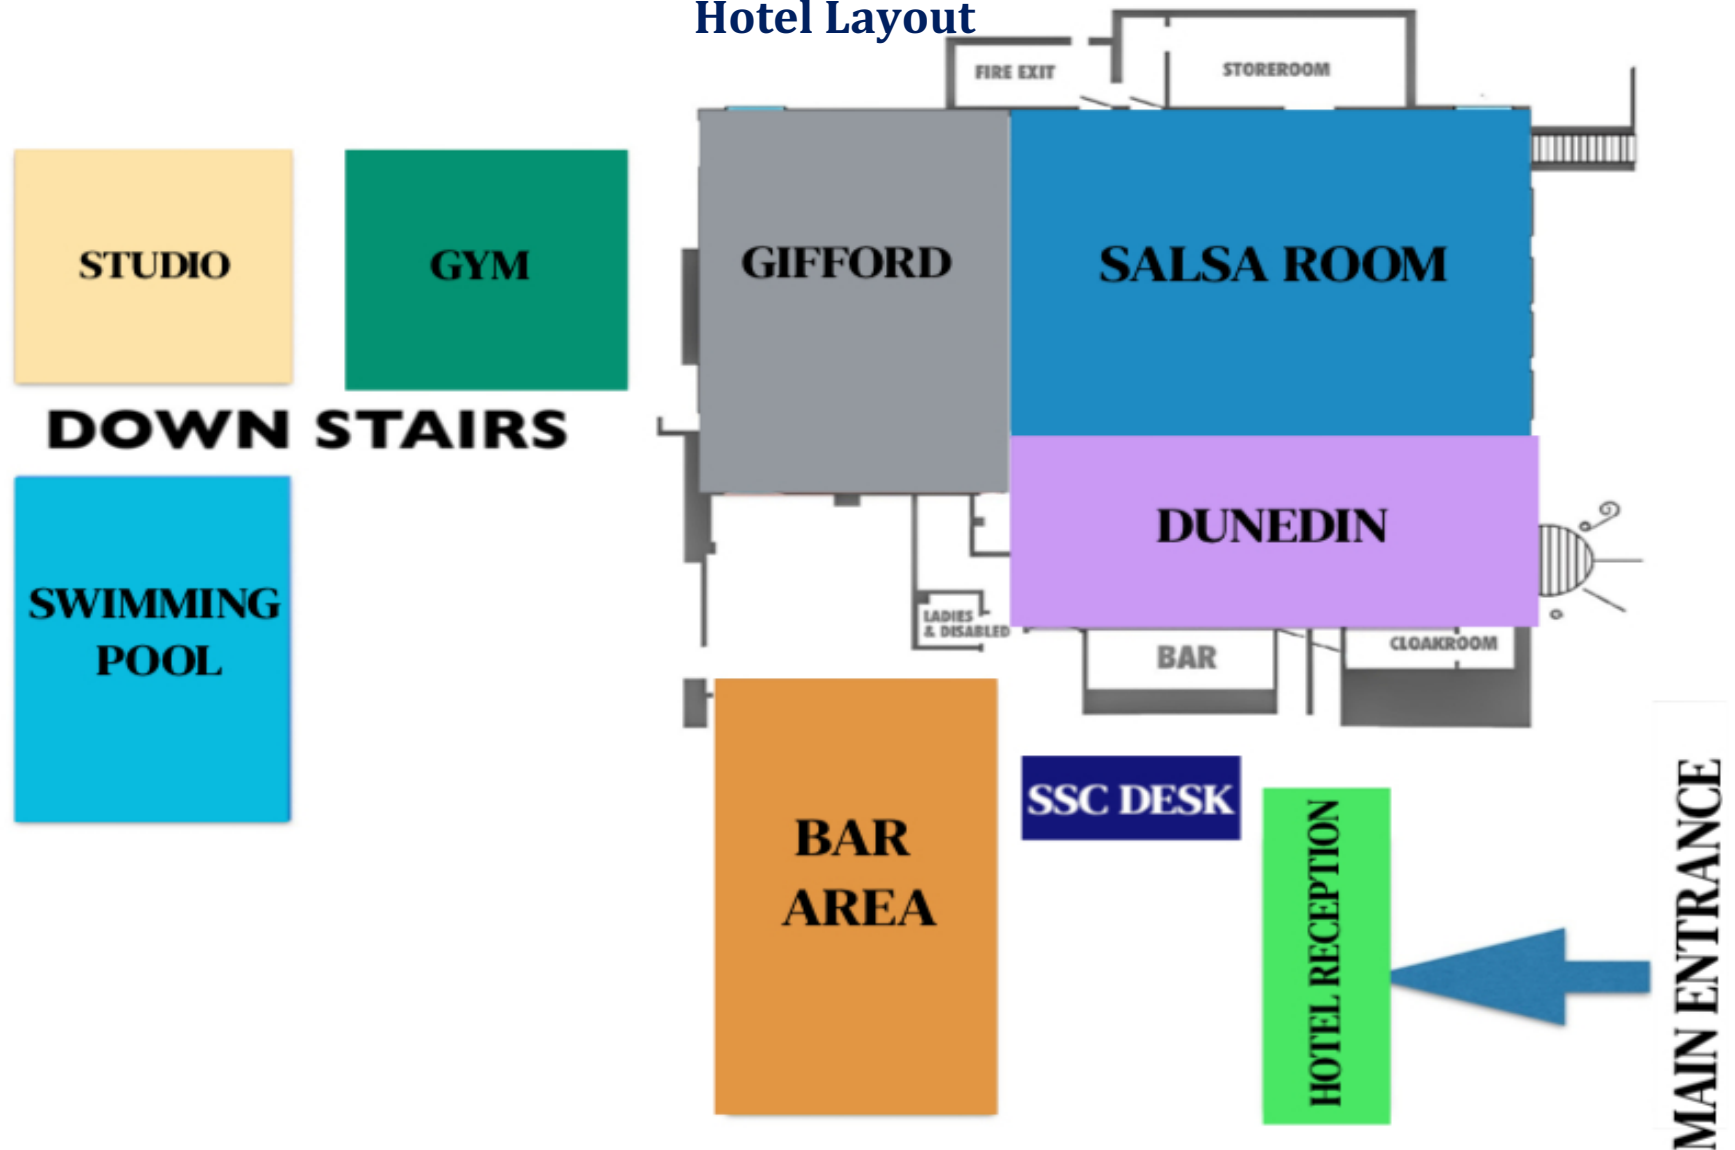 Hotel Layout
FIRE EXIT
STOREROOM
STUDIO
GYM
GIFFORD
SALSA ROOM
DOWN STAIRS
SWIMMING
POOL
DUNEDIN
LADIES
& DISABLED
BAR
CLOAKROOM
BAR
AREA
SSC DESK
HOTEL RECEPTION
MAIN ENTRANCE